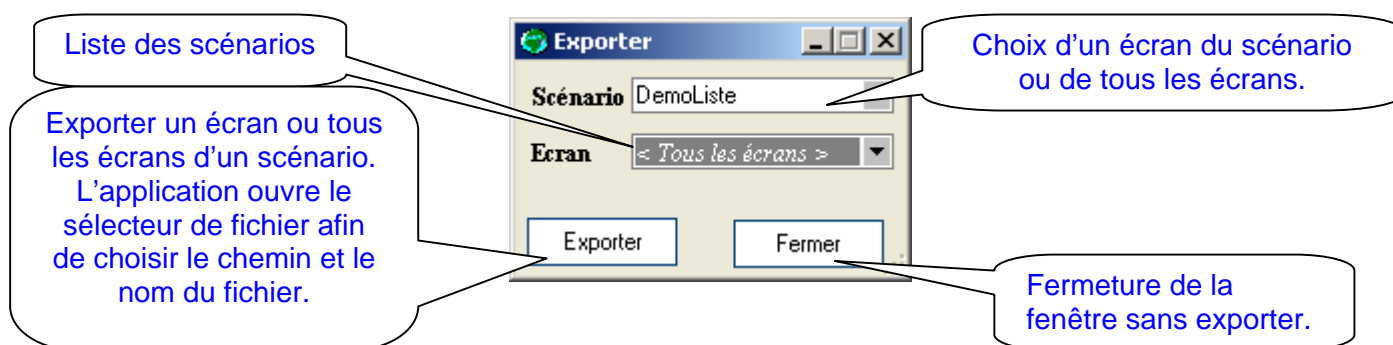 Liste des scénarios
Exporter un écran ou tous
les écrans d'un scénario.
L'application ouvre le
sélecteur de fichier afin
de choisir le chemin et le
nom du fichier.
Exporter
Scénario DemoListe
Ecran < Tous les écrans >
Exporter Fermer
Choix d'un écran du scénario
ou de tous les écrans.
Fermeture de la
fenêtre sans exporter.